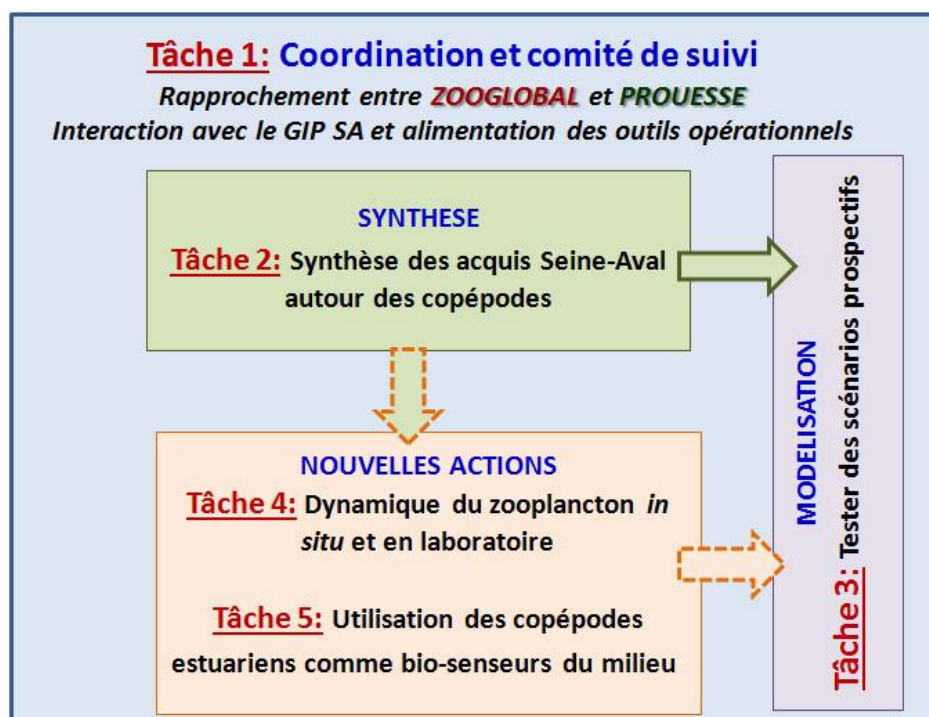 Tâche 1: Coordination et comité de suivi
Rapprochement entre ZOOGLOBAL et PROUESSE
Interaction avec le GIP SA et alimentation des outils opérationnels
SYNTHESE
Tâche 2: Synthèse des acquis Seine-Aval
autour des copépodes
NOUVELLES ACTIONS
Tâche 4: Dynamique du zooplancton in
situ et en laboratoire
Tâche 5: Utilisation des copépodes
estuariens comme bio-senseurs du milieu
MODELISATION
Tâche 3: Tester des scénarios prospectifs